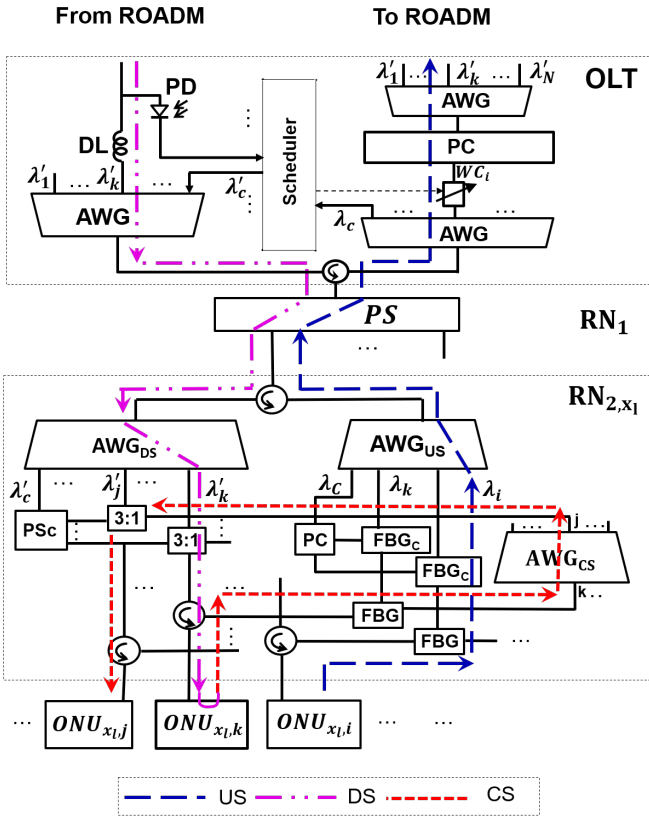 From ROADM To ROADM
λ′1 ... λ′k ... λ′N
OLT
PD
AWG
DL
PC
Scheduler
...
...
WCi
λ′1 ... λ′k ...
λ′c
λc
... ...
AWG
AWG
PS
RN1
...
RN2,xl
AWGDS
AWGUS
λ′c ... λ′j ... λ′k
λC λk λi
PSc
3:1
3:1
...
...
PC
FBGC
FBGC
... j ...
AWGCS
k . .
... ...
...
FBG
FBG
...
... ONUxl,j ONUxl,k ONUxl,i ... ...
US DS CS